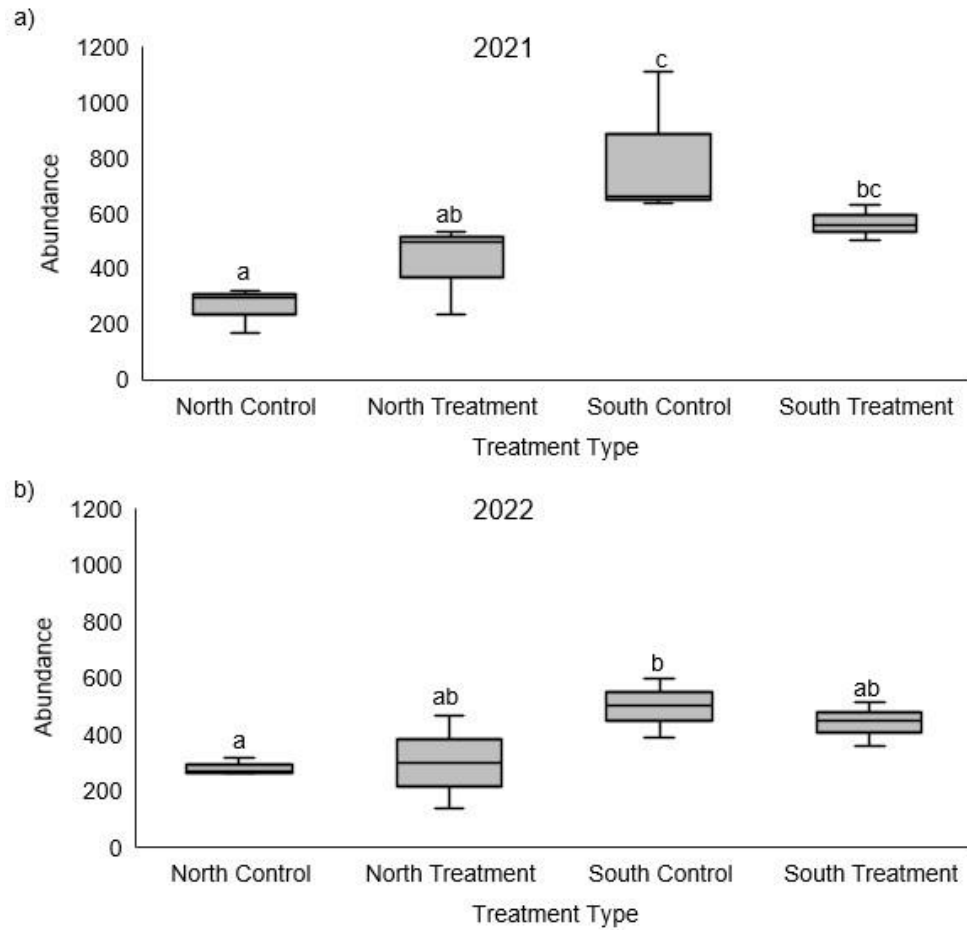 a)
2021
1200
1000
800
600
400
200
0
Abundance
a
ab
c
bc
North Control North Treatment South Control South Treatment
Treatment Type
b)
2022
1200
1000
800
600
400
200
0
Abundance
a
ab
b
ab
North Control North Treatment South Control South Treatment
Treatment Type